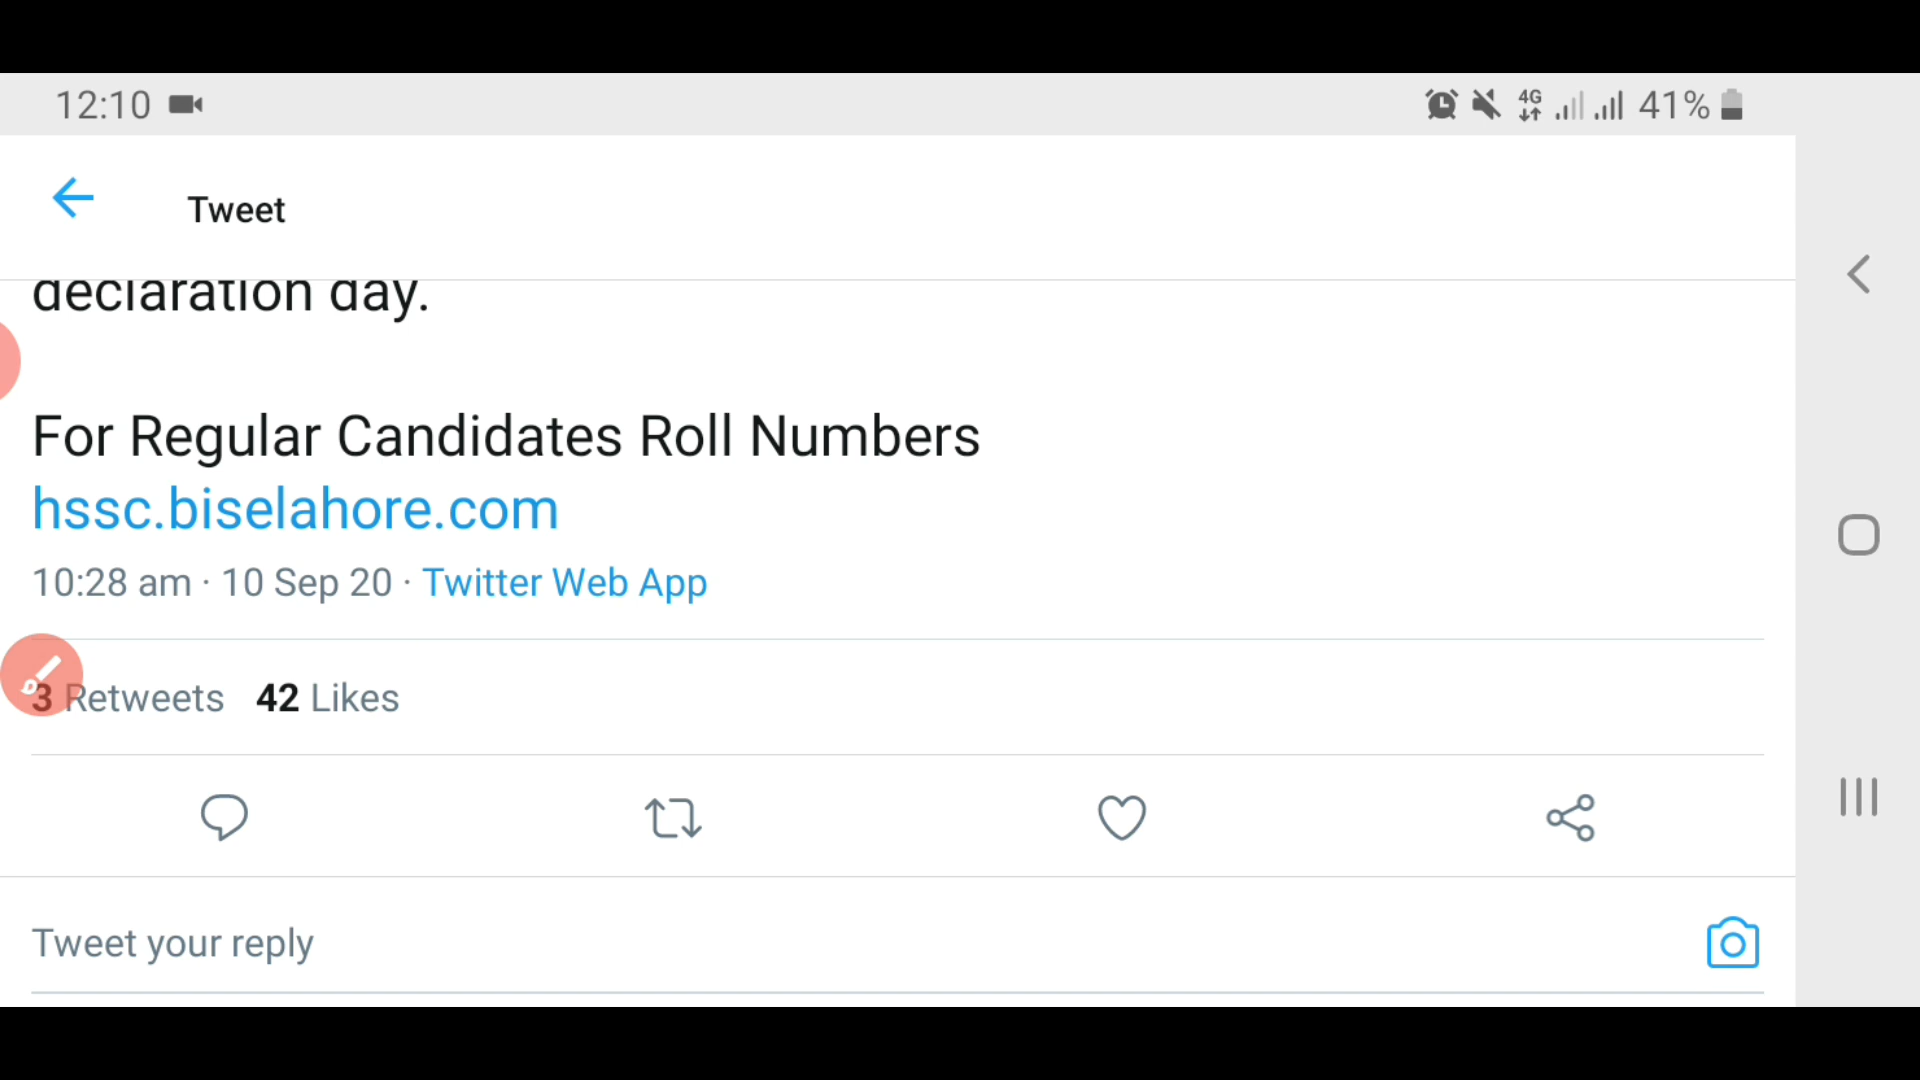 12:10
4G
41%
Tweet
declaration day.
For Regular Candidates Roll Numbers
hssc.biselahore.com
10:28 am · 10 Sep 20 · Twitter Web App
3 Retweets 42 Likes
Tweet your reply